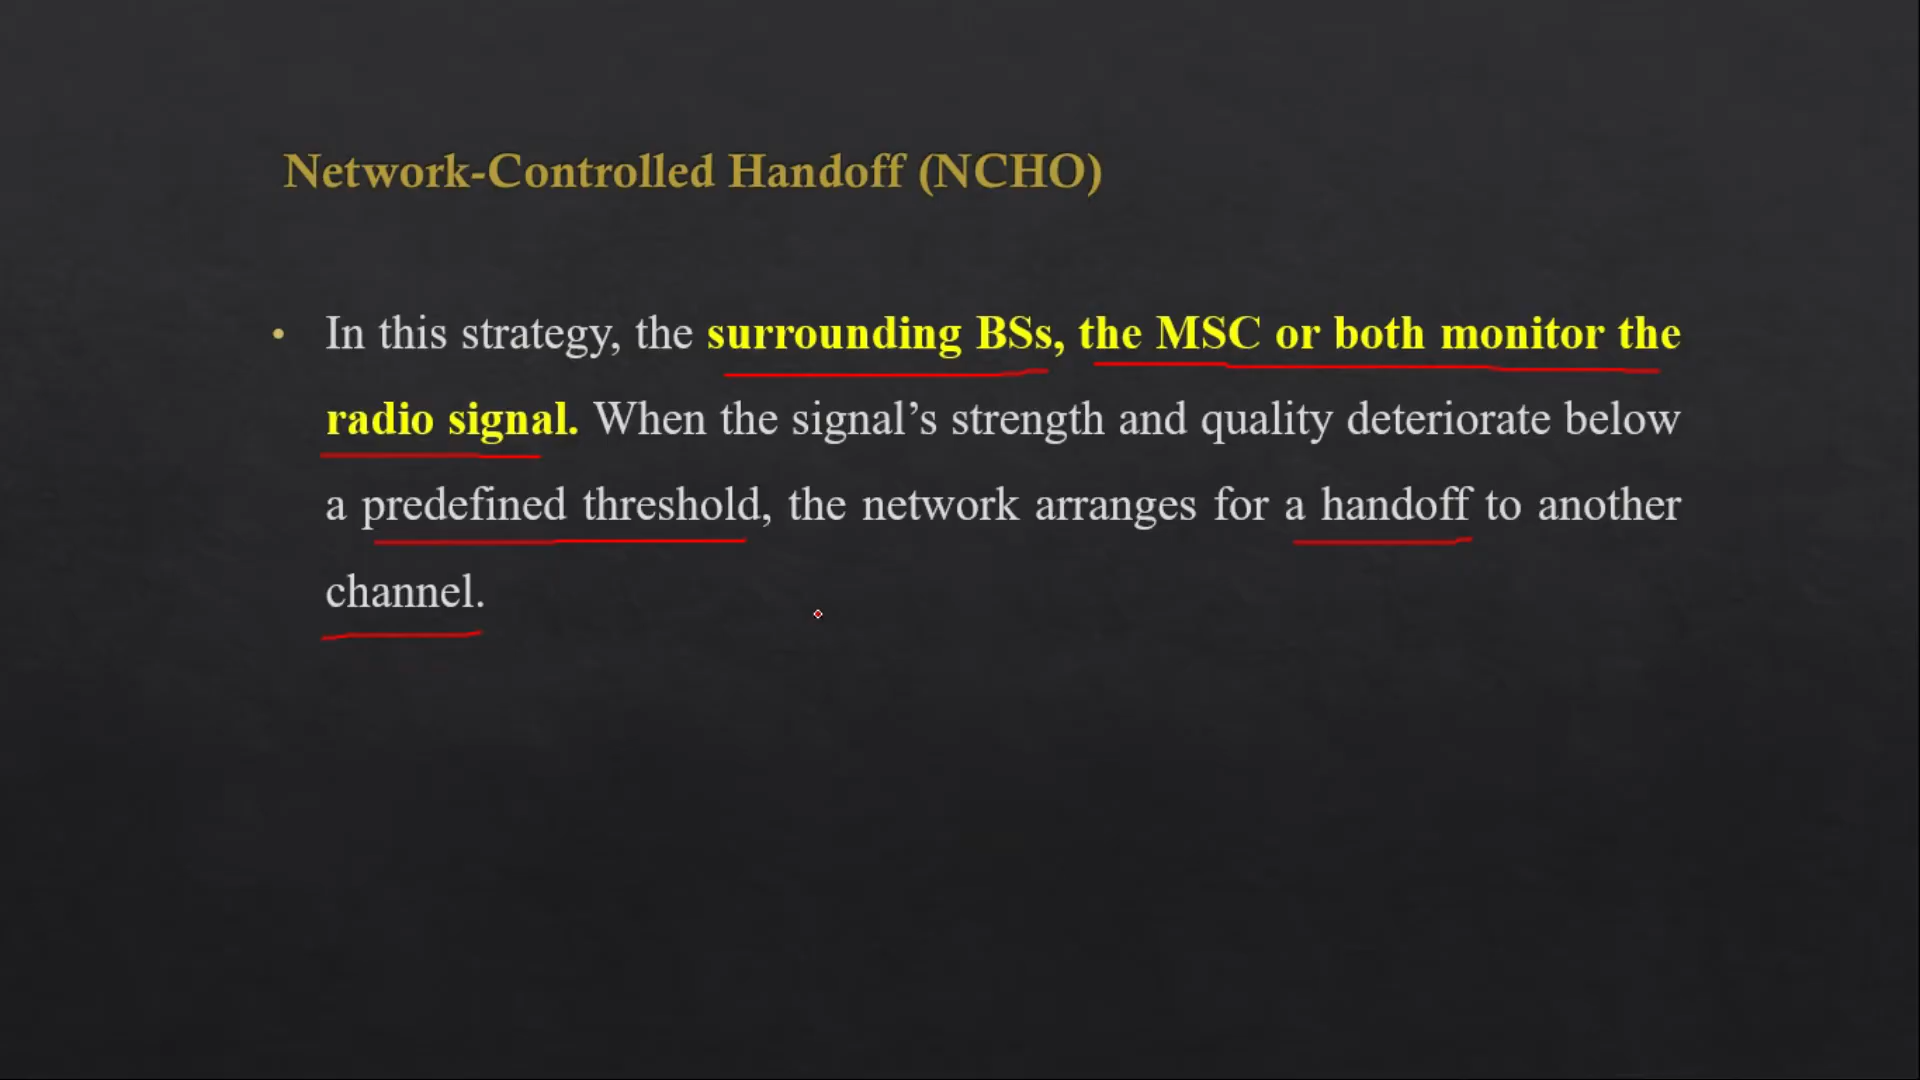 Network-Controlled Handoff (NCHO)
• In this strategy, the surrounding BSs, the MSC or both monitor the
radio signal. When the signal’s strength and quality deteriorate below
a predefined threshold, the network arranges for a handoff to another
channel.